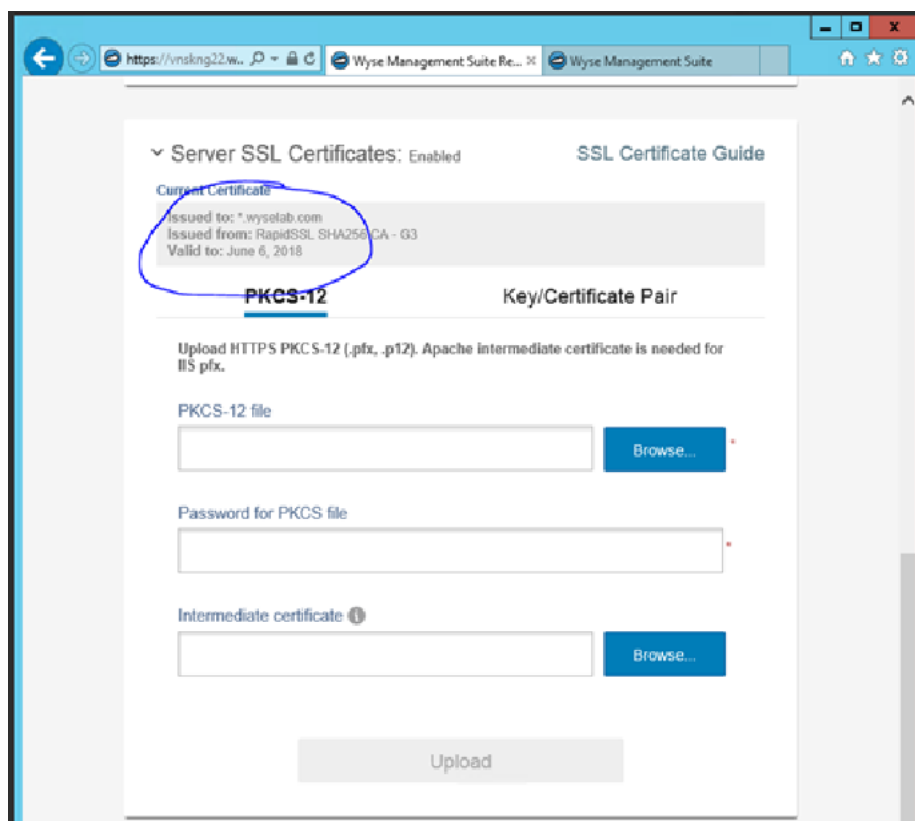 https://vnskng22.w..
Wyse Management Suite Re...
Wyse Management Suite
Server SSL Certificates: Enabled
SSL Certificate Guide
Current Certificate
Issued to: *.wyselab.com
Issued from: RapidSSL SHA256 CA - G3
Valid to: June 6, 2018
PKCS-12
Key/Certificate Pair
Upload HTTPS PKCS-12 (.pfx, .p12). Apache intermediate certificate is needed for
IIS pfx.
PKCS-12 file
Browse...
*
Password for PKCS file
*
Intermediate certificate
Browse...
Upload